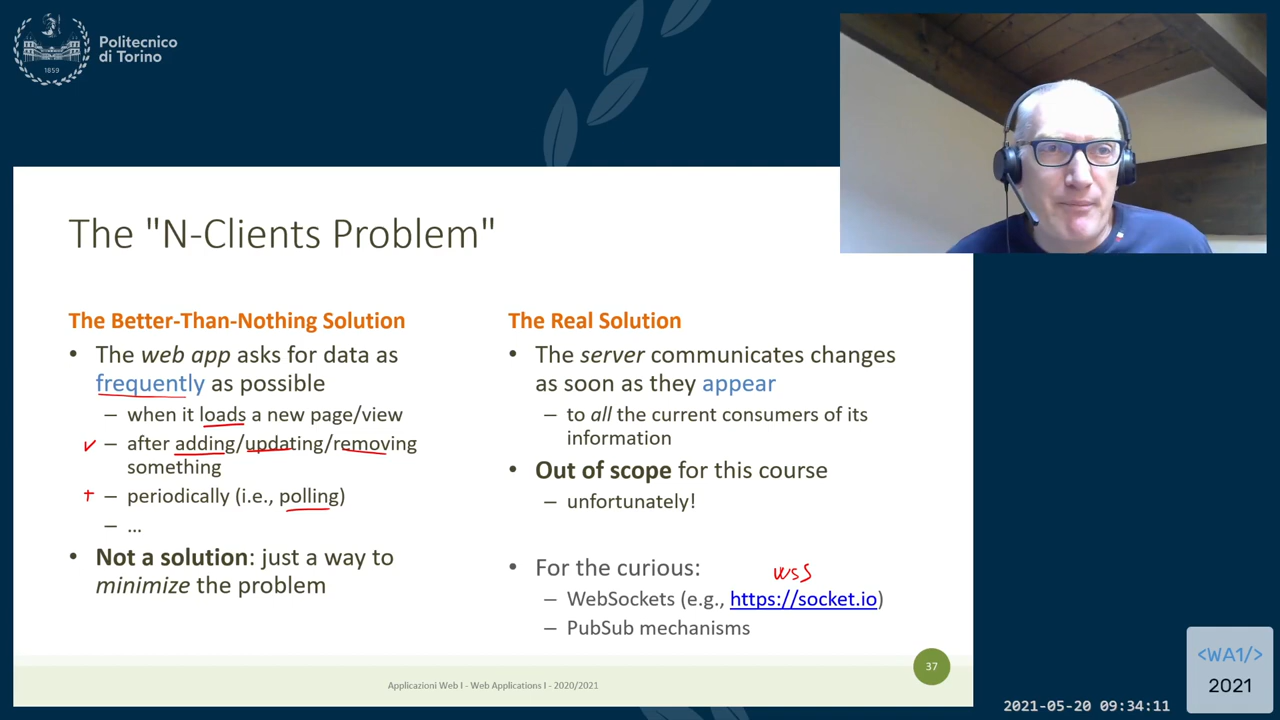 Politecnico
di Torino
1859
The "N-Clients Problem"
The Better-Than-Nothing Solution
• The web app asks for data as
frequently as possible
– when it loads a new page/view
– after adding/updating/removing
something
– periodically (i.e., polling)
– ...
• Not a solution: just a way to
minimize the problem
The Real Solution
• The server communicates changes
as soon as they appear
– to all the current consumers of its
information
• Out of scope for this course
– unfortunately!
• For the curious:
wss
– WebSockets (e.g., https://socket.io)
– PubSub mechanisms
37
Applicazioni Web I - Web Applications I - 2020/2021
<WA1/>
2021
2021-05-20 09:34:11